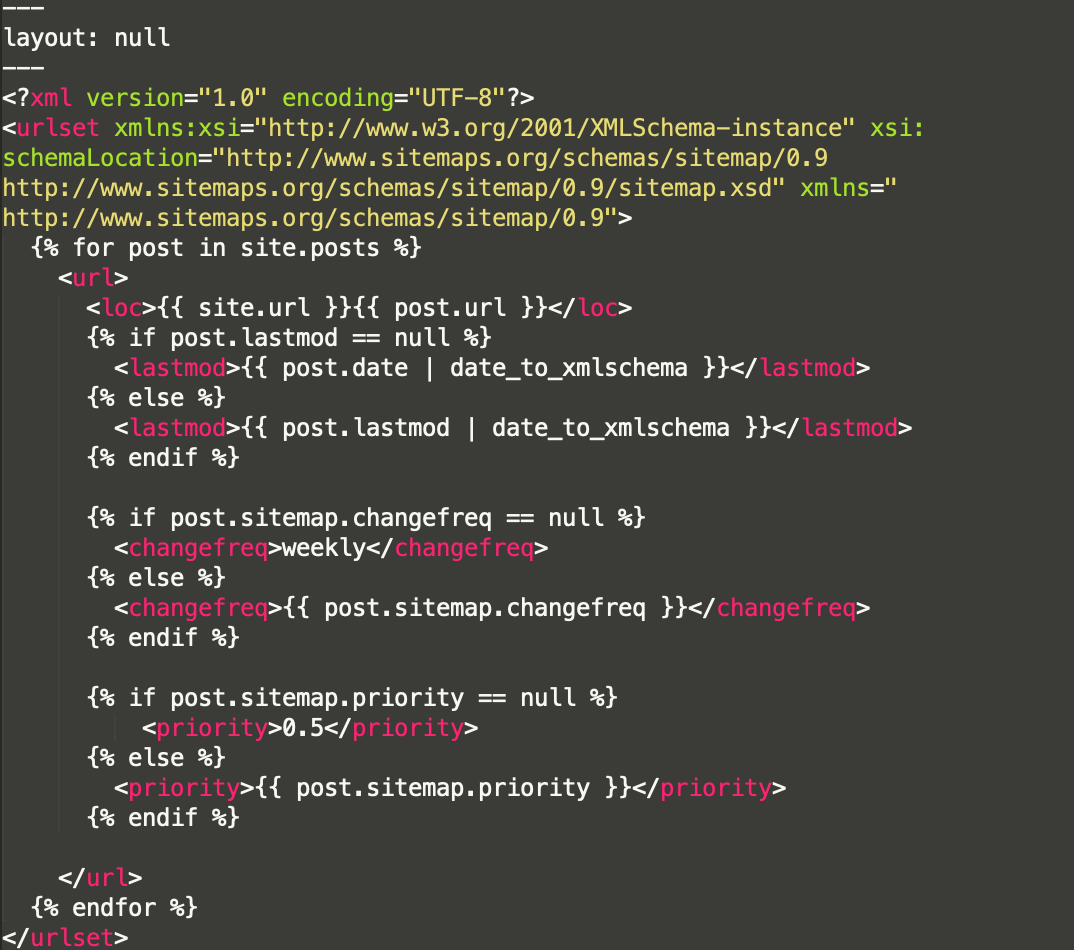 ---
layout: null
---
<?xml version="1.0" encoding="UTF-8"?>
<urlset xmlns:xsi="http://www.w3.org/2001/XMLSchema-instance" xsi:
schemaLocation="http://www.sitemaps.org/schemas/sitemap/0.9
http://www.sitemaps.org/schemas/sitemap/0.9/sitemap.xsd" xmlns="
http://www.sitemaps.org/schemas/sitemap/0.9">
  {% for post in site.posts %}
    <url>
      <loc>{{ site.url }}{{ post.url }}</loc>
      {% if post.lastmod == null %}
        <lastmod>{{ post.date | date_to_xmlschema }}</lastmod>
      {% else %}
        <lastmod>{{ post.lastmod | date_to_xmlschema }}</lastmod>
      {% endif %}

      {% if post.sitemap.changefreq == null %}
        <changefreq>weekly</changefreq>
      {% else %}
        <changefreq>{{ post.sitemap.changefreq }}</changefreq>
      {% endif %}

      {% if post.sitemap.priority == null %}
          <priority>0.5</priority>
      {% else %}
        <priority>{{ post.sitemap.priority }}</priority>
      {% endif %}

    </url>
  {% endfor %}
</urlset>